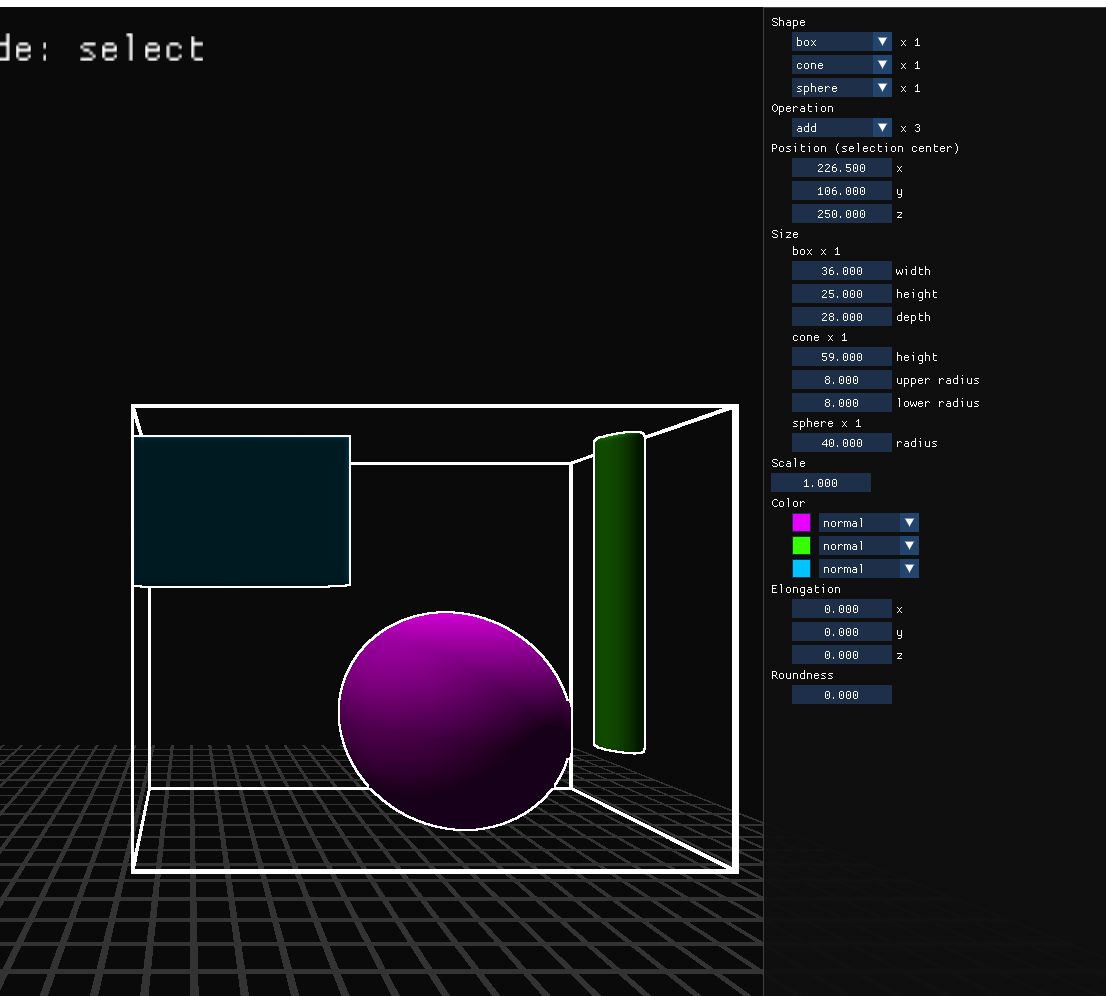 de: select
Shape
box x 1
cone x 1
sphere x 1
Operation
add x 3
Position (selection center)
226.500 x
106.000 y
250.000 z
Size
box x 1
36.000 width
25.000 height
28.000 depth
cone x 1
59.000 height
8.000 upper radius
8.000 lower radius
sphere x 1
40.000 radius
Scale
1.000
Color
normal
normal
normal
Elongation
0.000 x
0.000 y
0.000 z
Roundness
0.000